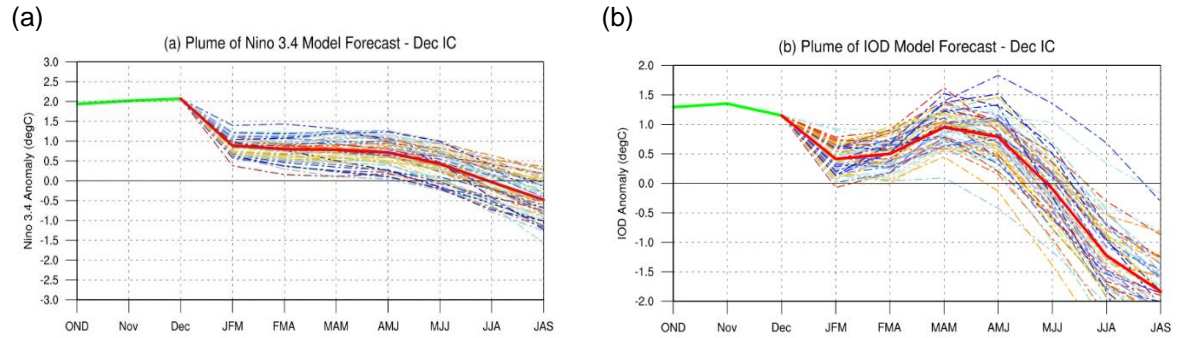 (a)
(a) Plume of Nino 3.4 Model Forecast - Dec IC
Nino 3.4 Anomaly (degC)
3.0
2.5
2.0
1.5
1.0
0.5
0.0
-0.5
-1.0
-1.5
-2.0
-2.5
-3.0
OND Nov Dec JFM FMA MAM AMJ MJJ JJA JAS
(b)
(b) Plume of IOD Model Forecast - Dec IC
IOD Anomaly (degC)
2.0
1.5
1.0
0.5
0.0
-0.5
-1.0
-1.5
-2.0
OND Nov Dec JFM FMA MAM AMJ MJJ JJA JAS